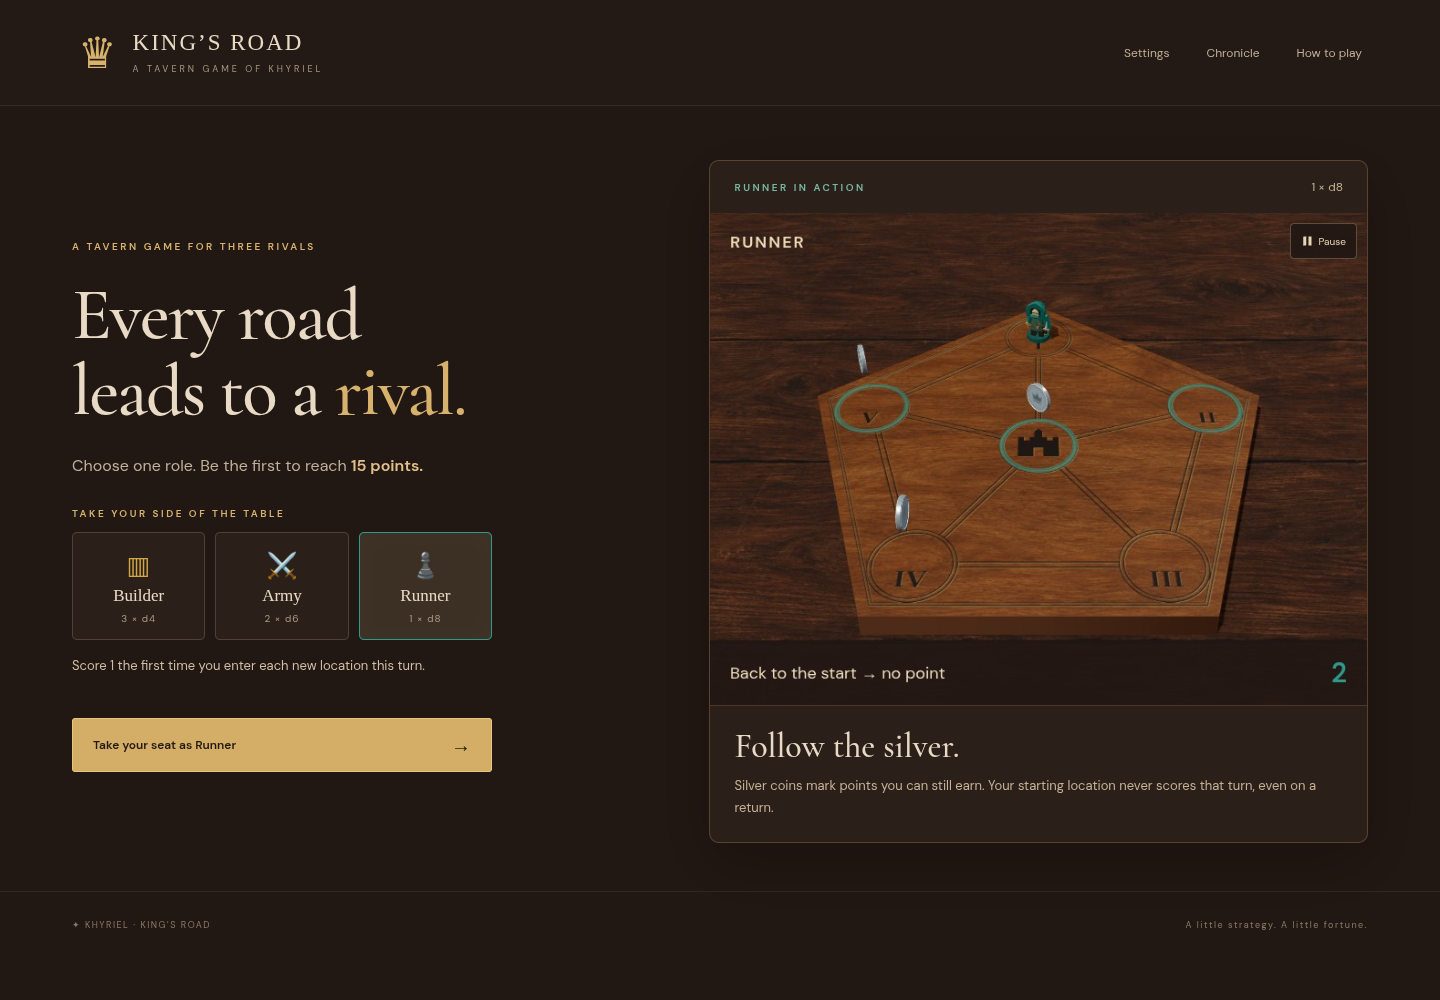 KING'S ROAD
A TAVERN GAME OF KHYRIEL
Settings
Chronicle
How to play
A TAVERN GAME FOR THREE RIVALS
Every road
leads to a rival.
Choose one role. Be the first to reach 15 points.
TAKE YOUR SIDE OF THE TABLE
Builder
3 × d4
Army
2 × d6
Runner
1 × d8
Score 1 the first time you enter each new location this turn.
Take your seat as Runner →
RUNNER IN ACTION
1 × d8
RUNNER
Pause
V
II
IV
III
Back to the start → no point
2
Follow the silver.
Silver coins mark points you can still earn. Your starting location never scores that turn, even on a
return.
✦ KHYRIEL · KING'S ROAD
A little strategy. A little fortune.